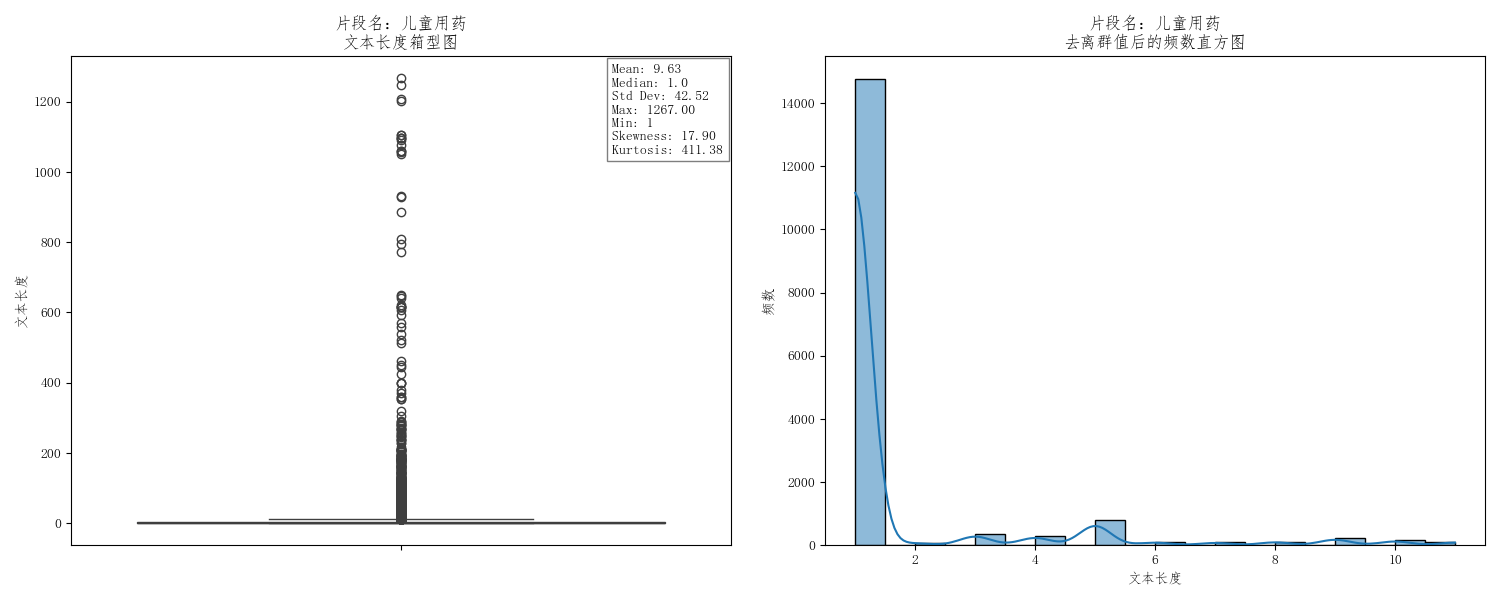 片段名: 儿童用药
文本长度箱型图
Mean: 9.63
Median: 1.0
Std Dev: 42.52
Max: 1267.00
Min: 1
Skewness: 17.90
Kurtosis: 411.38
文本长度
1200
1000
800
600
400
200
0
片段名: 儿童用药
去离群值后的频数直方图
频数
14000
12000
10000
8000
6000
4000
2000
0
2 4 6 8 10
文本长度